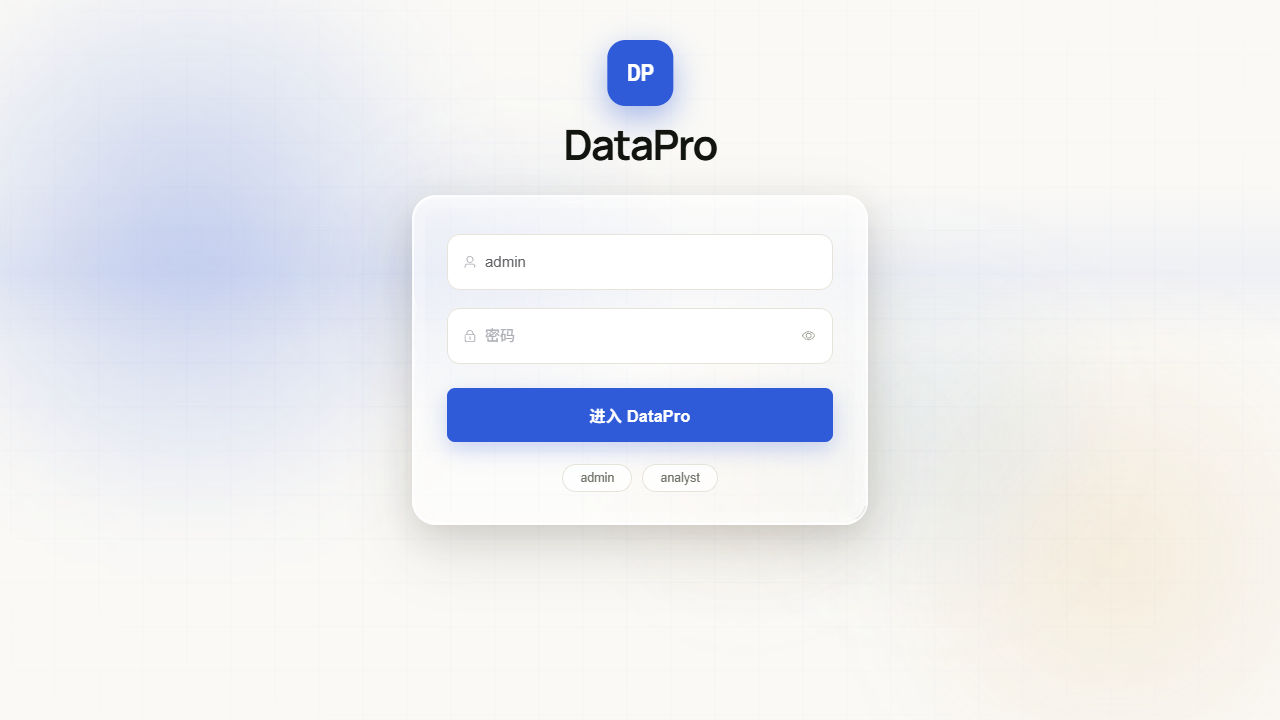 DP
DataPro
admin
密码
进入 DataPro
admin analyst